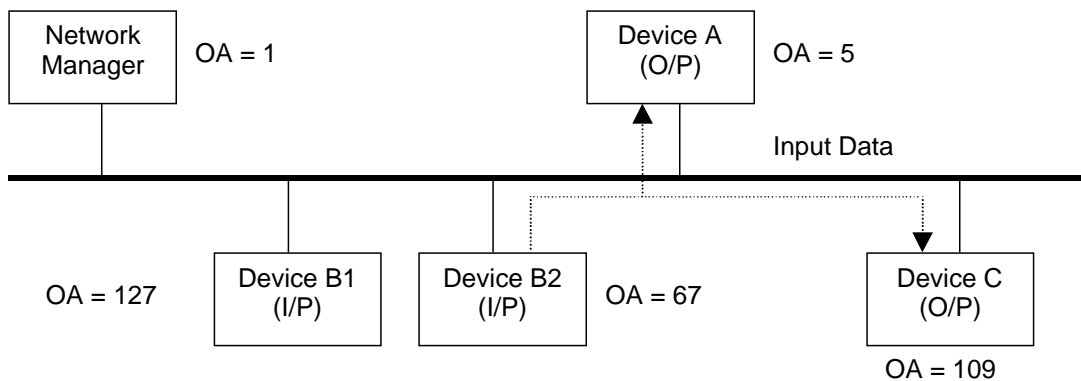 Network
Manager
OA = 1
Device A
(O/P)
OA = 5
Input Data
OA = 127
Device B1
(I/P)
Device B2
(I/P)
OA = 67
Device C
(O/P)
OA = 109